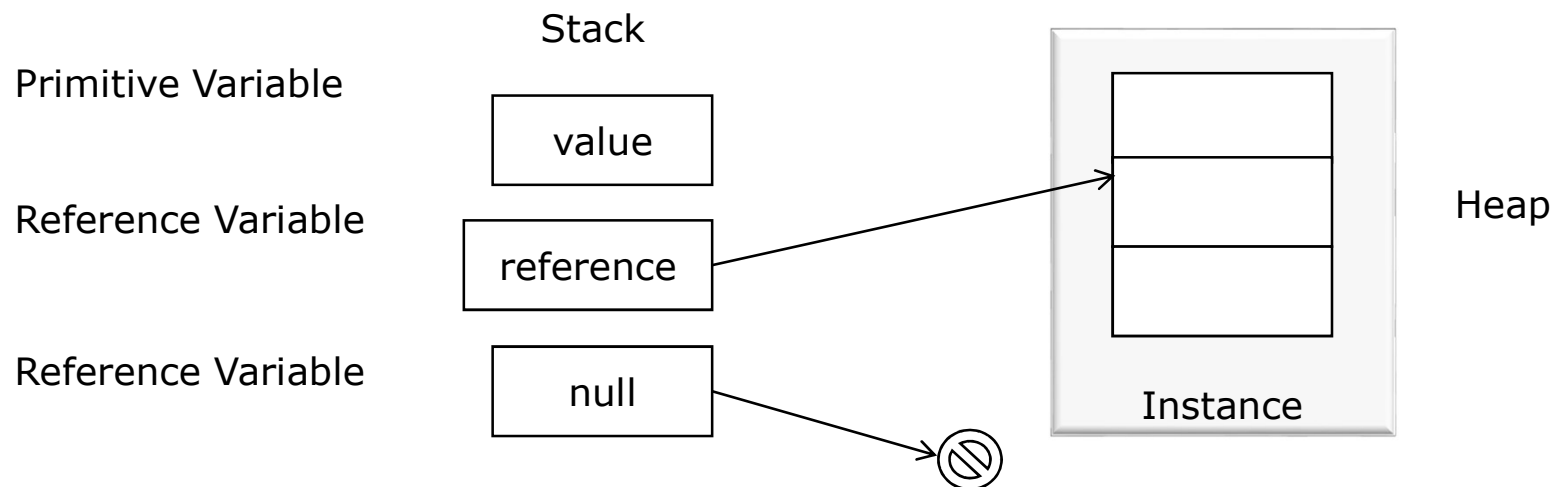 Stack
Primitive Variable
value
Reference Variable
reference
Heap
Reference Variable
null
Instance